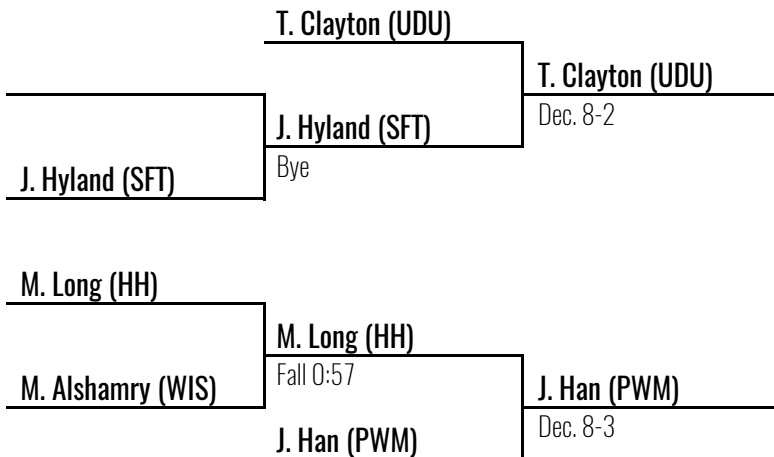 T. Clayton (UDU)
T. Clayton (UDU)
Dec. 8-2
J. Hyland (SFT)
Bye
J. Hyland (SFT)
M. Long (HH)
M. Long (HH)
Fall 0:57
M. Alshamry (WIS)
J. Han (PWM)
Dec. 8-3
J. Han (PWM)